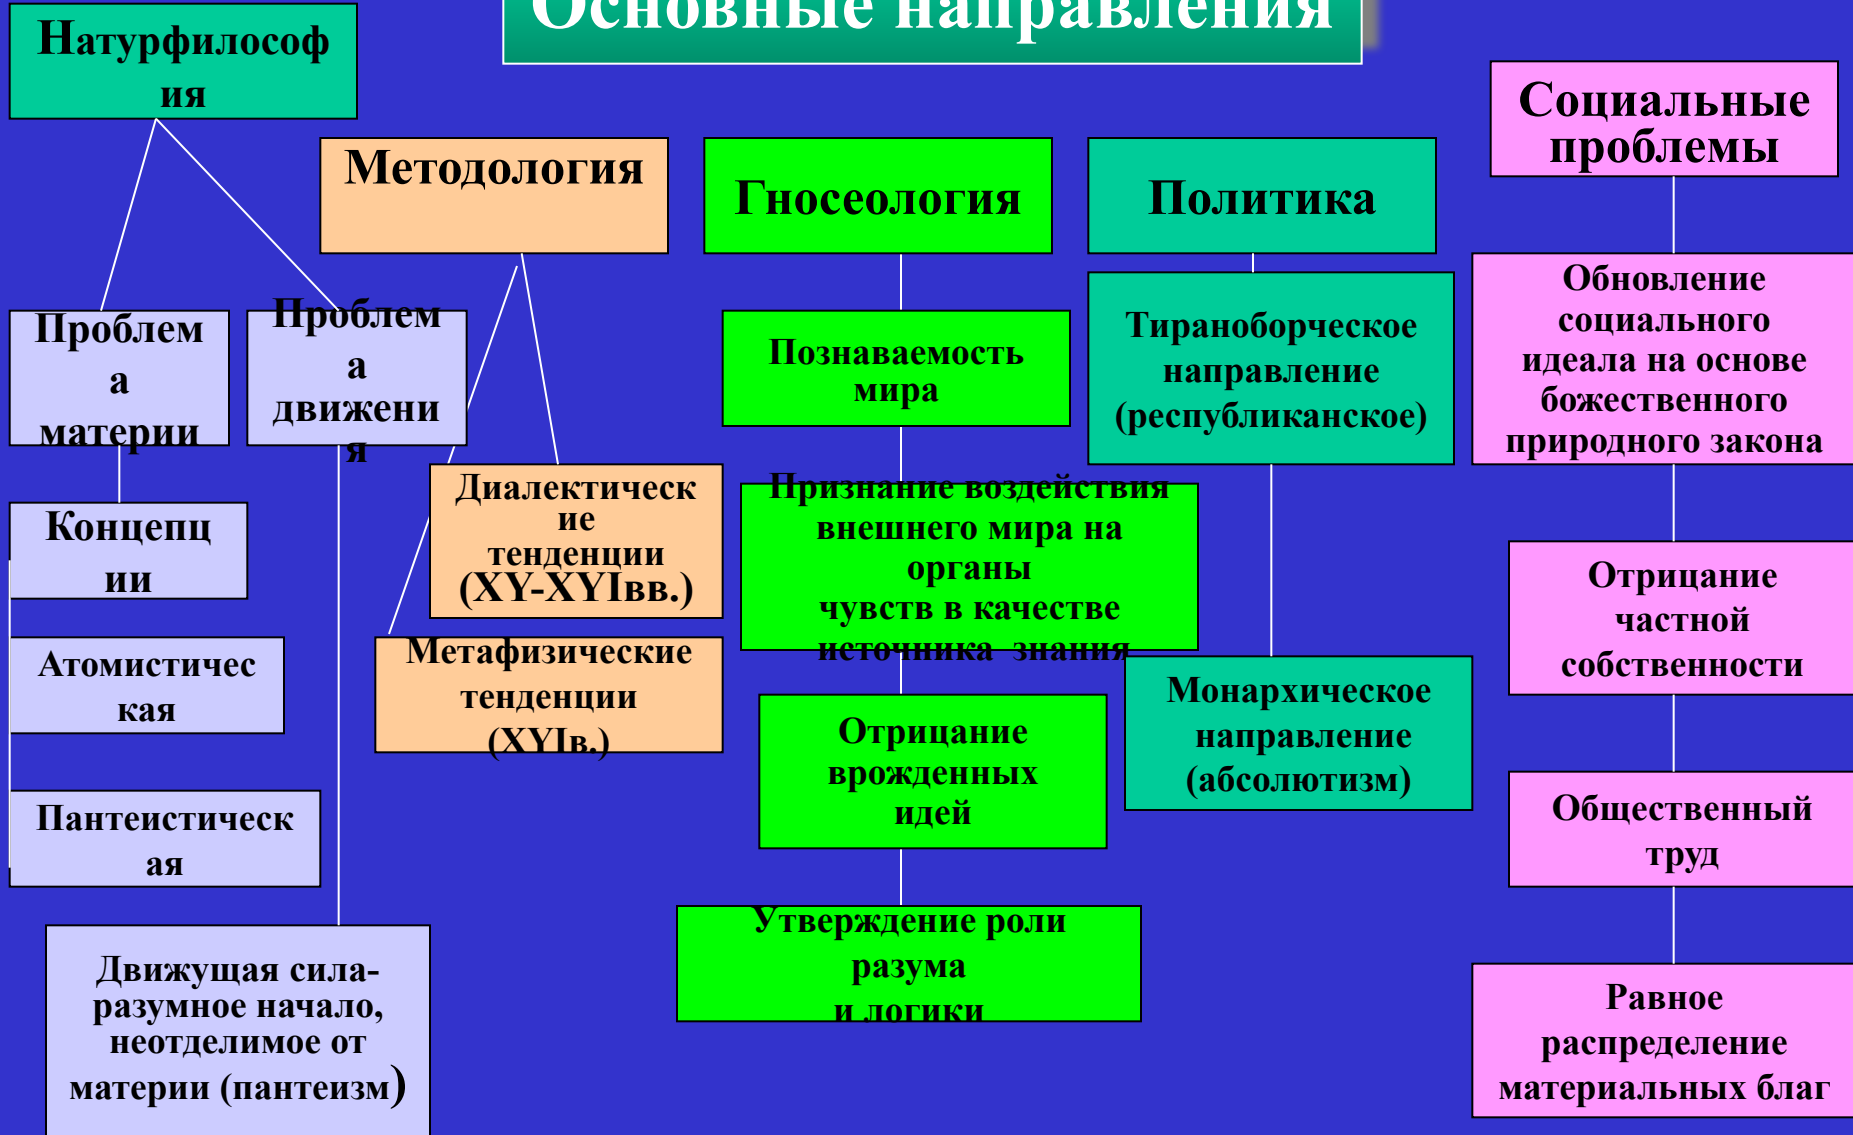 Основные направления
Натурфилософ
ия
Методология
Гносеология
Политика
Социальные
проблемы
Проблем
а
материи
Проблем
а
движени
я
Концепц
ии
Атомистичес
кая
Пантеистическ
ая
Движущая сила-
разумное начало,
неотделимое от
материи (пантеизм)
Диалектическ
ие
тенденции
(XY-XYIвв.)
Метафизические
тенденции
(XYIв.)
Познаваемость
мира
Признание воздействия
внешнего мира на
органы
чувств в качестве
источника знания
Отрицание
врожденных
идей
Утверждение роли
разума
и логики
Тираноборческое
направление
(республиканское)
Монархическое
направление
(абсолютизм)
Обновление
социального
идеала на основе
божественного
природного закона
Отрицание
частной
собственности
Общественный
труд
Равное
распределение
материальных благ